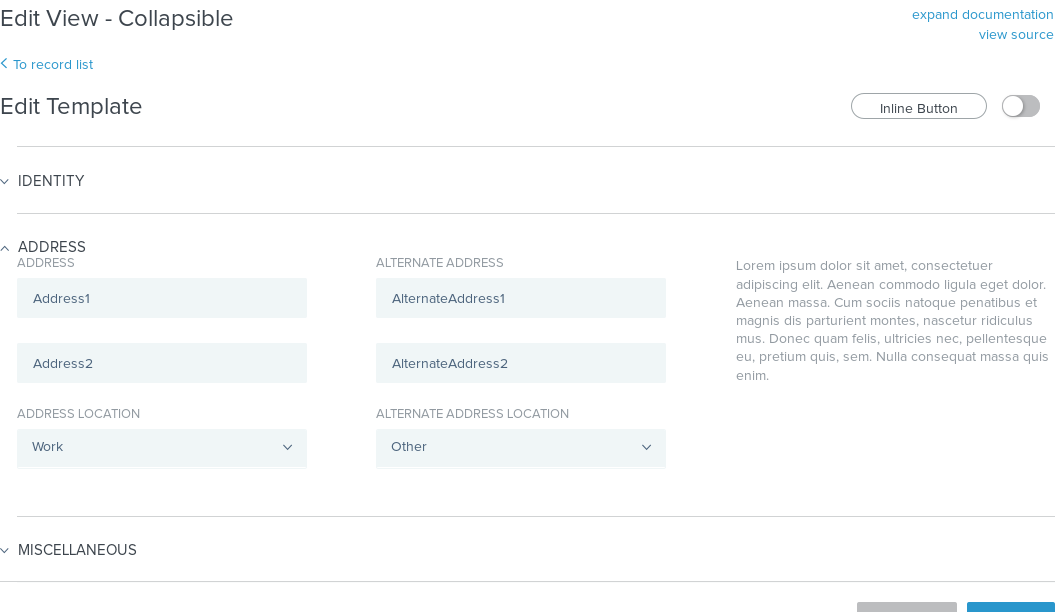 Edit View - Collapsible
expand documentation
view source
To record list
Edit Template
Inline Button
IDENTITY
ADDRESS
ADDRESS
Address1
Address2
ADDRESS LOCATION
Work
ALTERNATE ADDRESS
AlternateAddress1
AlternateAddress2
ALTERNATE ADDRESS LOCATION
Other
Lorem ipsum dolor sit amet, consectetuer
adipiscing elit. Aenean commodo ligula eget dolor.
Aenean massa. Cum sociis natoque penatibus et
magnis dis parturient montes, nascetur ridiculus
mus. Donec quam felis, ultricies nec, pellentesque
eu, pretium quis, sem. Nulla consequat massa quis
enim.
MISCELLANEOUS